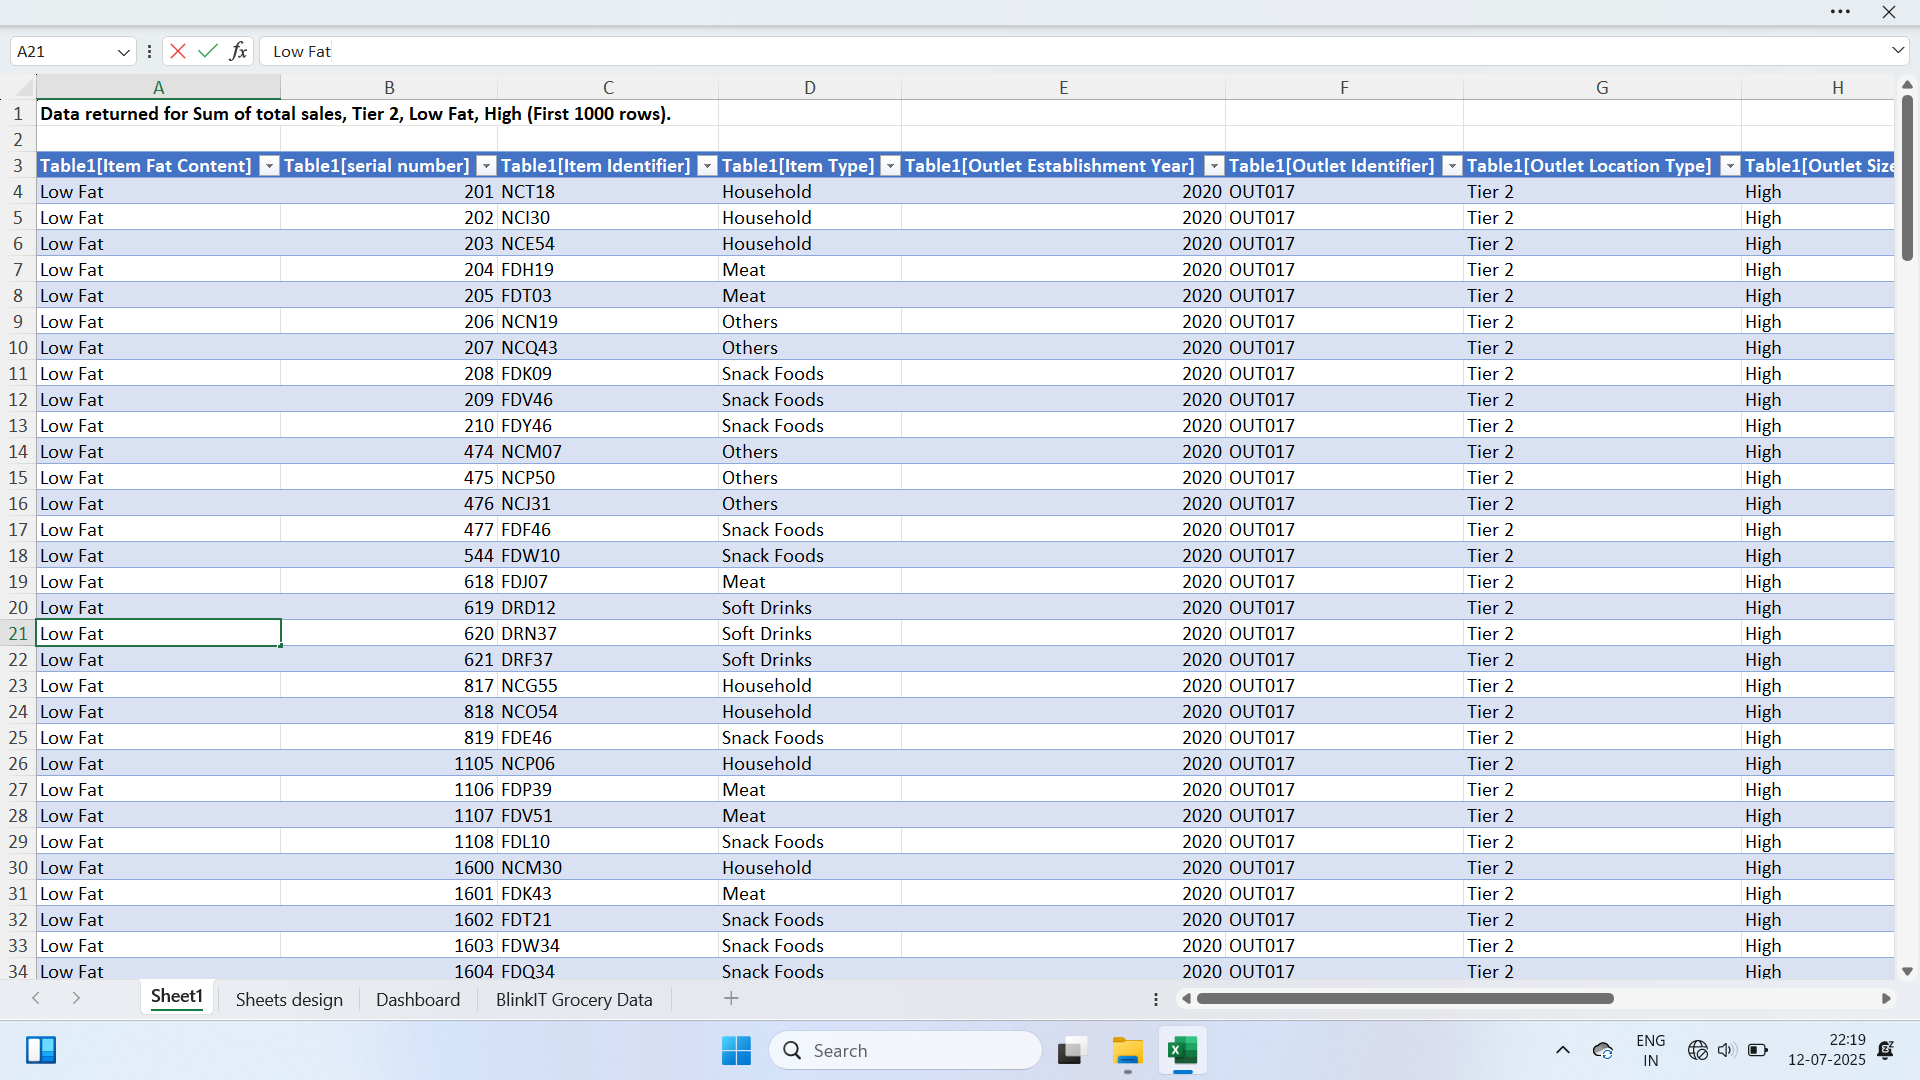 A21
fx
Low Fat
A B C D E F G H
1 Data returned for Sum of total sales, Tier 2, Low Fat, High (First 1000 rows).
2
3 Table1[Item Fat Content] Table1[serial number] Table1[Item Identifier] Table1[Item Type] Table1[Outlet Establishment Year] Table1[Outlet Identifier] Table1[Outlet Location Type] Table1[Outlet Size
4 Low Fat 201 NCT18 Household 2020 OUT017 Tier 2 High
5 Low Fat 202 NCI30 Household 2020 OUT017 Tier 2 High
6 Low Fat 203 NCE54 Household 2020 OUT017 Tier 2 High
7 Low Fat 204 FDH19 Meat 2020 OUT017 Tier 2 High
8 Low Fat 205 FDT03 Meat 2020 OUT017 Tier 2 High
9 Low Fat 206 NCN19 Others 2020 OUT017 Tier 2 High
10 Low Fat 207 NCQ43 Others 2020 OUT017 Tier 2 High
11 Low Fat 208 FDK09 Snack Foods 2020 OUT017 Tier 2 High
12 Low Fat 209 FDV46 Snack Foods 2020 OUT017 Tier 2 High
13 Low Fat 210 FDY46 Snack Foods 2020 OUT017 Tier 2 High
14 Low Fat 474 NCM07 Others 2020 OUT017 Tier 2 High
15 Low Fat 475 NCP50 Others 2020 OUT017 Tier 2 High
16 Low Fat 476 NCJ31 Others 2020 OUT017 Tier 2 High
17 Low Fat 477 FDF46 Snack Foods 2020 OUT017 Tier 2 High
18 Low Fat 544 FDW10 Snack Foods 2020 OUT017 Tier 2 High
19 Low Fat 618 FDJ07 Meat 2020 OUT017 Tier 2 High
20 Low Fat 619 DRD12 Soft Drinks 2020 OUT017 Tier 2 High
21 Low Fat 620 DRN37 Soft Drinks 2020 OUT017 Tier 2 High
22 Low Fat 621 DRF37 Soft Drinks 2020 OUT017 Tier 2 High
23 Low Fat 817 NCG55 Household 2020 OUT017 Tier 2 High
24 Low Fat 818 NCO54 Household 2020 OUT017 Tier 2 High
25 Low Fat 819 FDE46 Snack Foods 2020 OUT017 Tier 2 High
26 Low Fat 1105 NCP06 Household 2020 OUT017 Tier 2 High
27 Low Fat 1106 FDP39 Meat 2020 OUT017 Tier 2 High
28 Low Fat 1107 FDV51 Meat 2020 OUT017 Tier 2 High
29 Low Fat 1108 FDL10 Snack Foods 2020 OUT017 Tier 2 High
30 Low Fat 1600 NCM30 Household 2020 OUT017 Tier 2 High
31 Low Fat 1601 FDK43 Meat 2020 OUT017 Tier 2 High
32 Low Fat 1602 FDT21 Snack Foods 2020 OUT017 Tier 2 High
33 Low Fat 1603 FDW34 Snack Foods 2020 OUT017 Tier 2 High
34 Low Fat 1604 FDQ34 Snack Foods 2020 OUT017 Tier 2 High
Sheet1 Sheets design Dashboard BlinkIT Grocery Data
Search
ENG
IN
22:19
12-07-2025